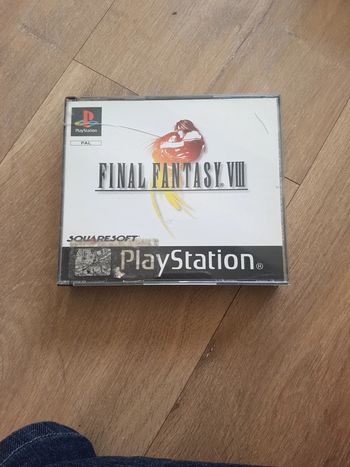 PlayStation
PAL
FINAL FANTASY VIII
SQUARESOFT
PlayStation®